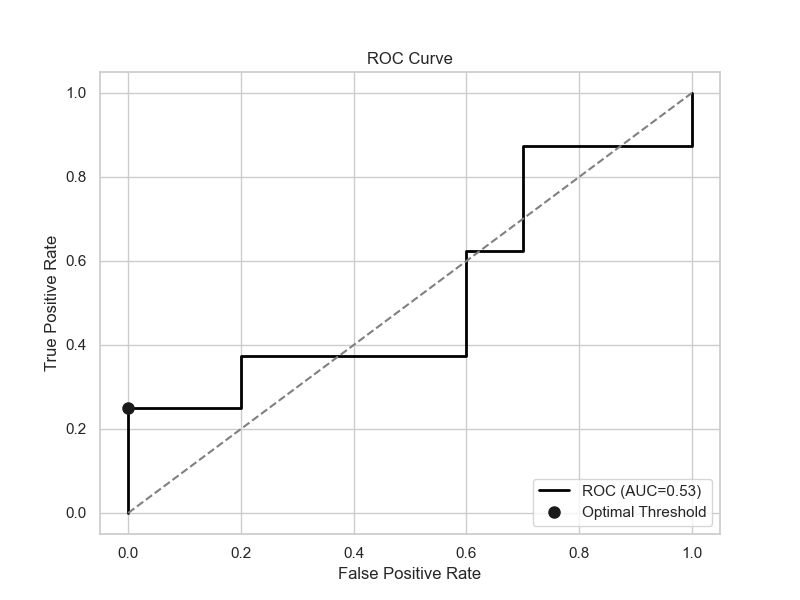 ROC Curve
True Positive Rate
1.0
0.8
0.6
0.4
0.2
0.0
0.0 0.2 0.4 0.6 0.8 1.0
False Positive Rate
ROC (AUC=0.53)
Optimal Threshold